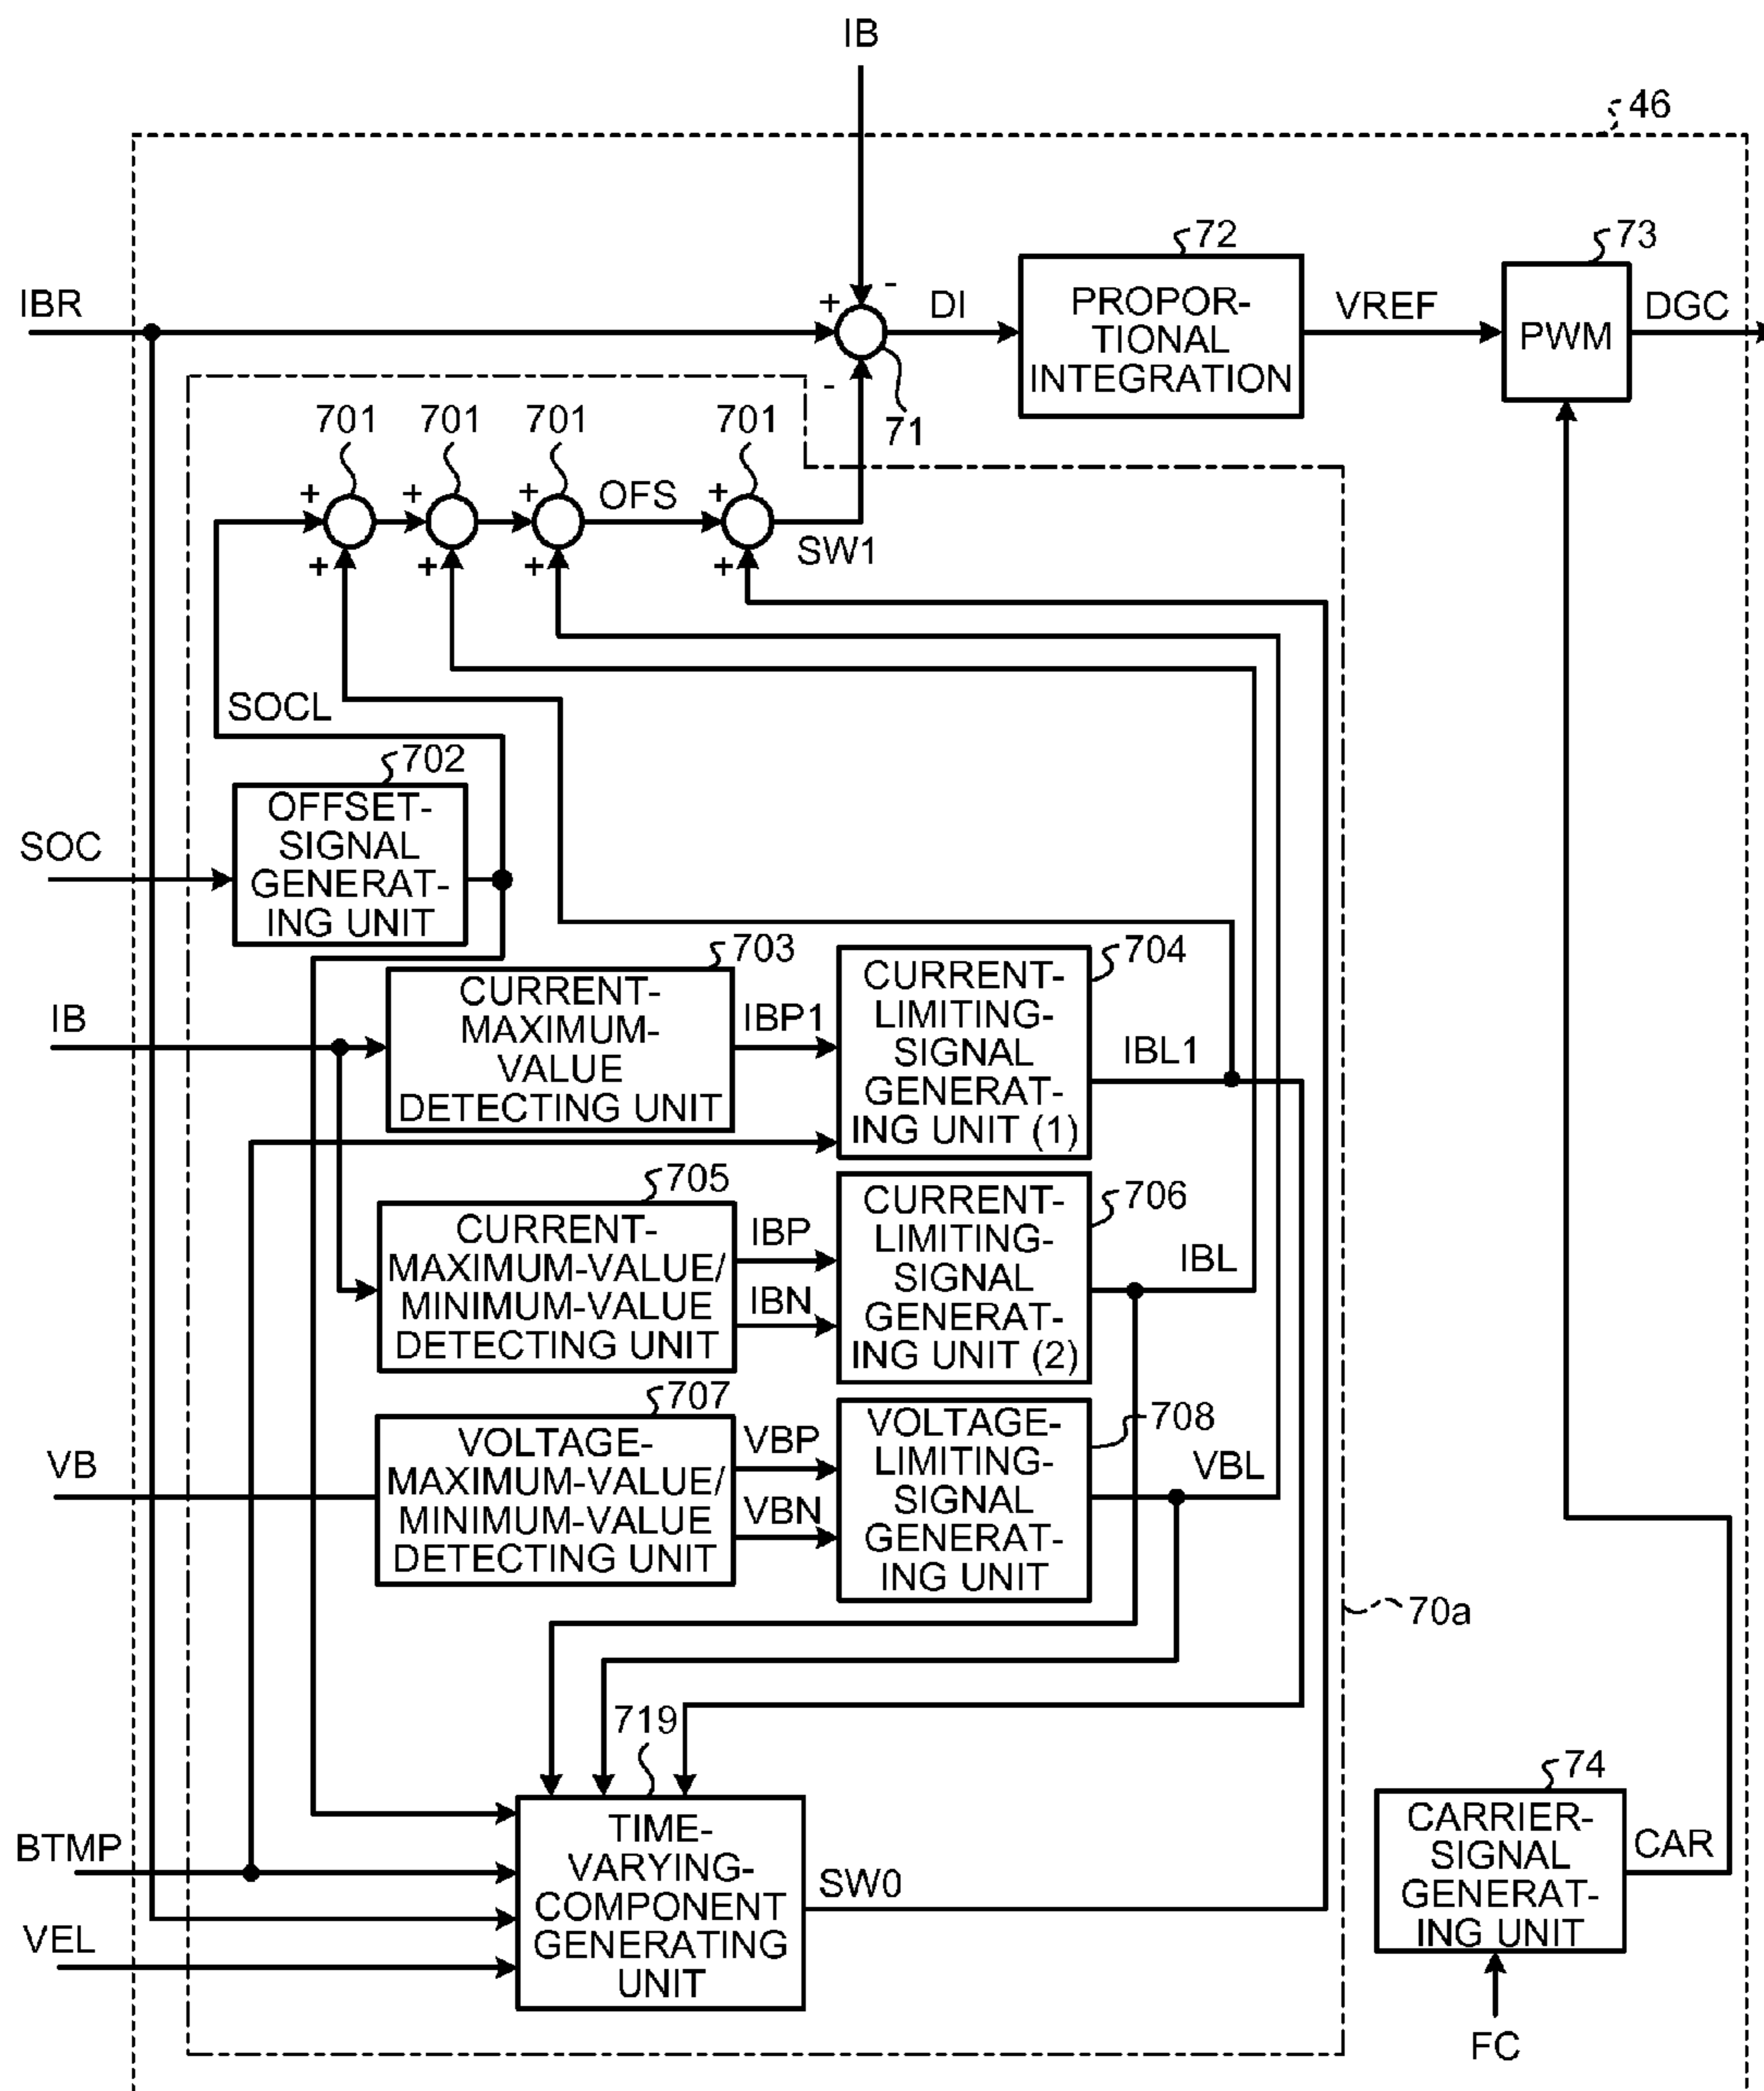 IB
46
IBR
+
-
DI
72
PROPOR-
TIONAL
INTEGRATION
VREF
73
PWM
DGC
-
71
701
701
701
701
+
+
+
OFS
+
SW1
+
+
+
+
SOCL
702
OFFSET-
SIGNAL
GENERAT-
ING UNIT
SOC
703
CURRENT-
MAXIMUM-
VALUE
DETECTING UNIT
IB
IBP1
704
CURRENT-
LIMITING-
SIGNAL
GENERAT-
ING UNIT (1)
IBL1
705
CURRENT-
MAXIMUM-VALUE/
MINIMUM-VALUE
DETECTING UNIT
IBP
IBN
706
CURRENT-
LIMITING-
SIGNAL
GENERAT-
ING UNIT (2)
IBL
707
VOLTAGE-
MAXIMUM-VALUE/
MINIMUM-VALUE
DETECTING UNIT
VB
VBP
VBN
708
VOLTAGE-
LIMITING-
SIGNAL
GENERAT-
ING UNIT
VBL
70a
719
TIME-
VARYING-
COMPONENT
GENERATING
UNIT
BTMP
VEL
SW0
74
CARRIER-
SIGNAL
GENERAT-
ING UNIT
CAR
FC